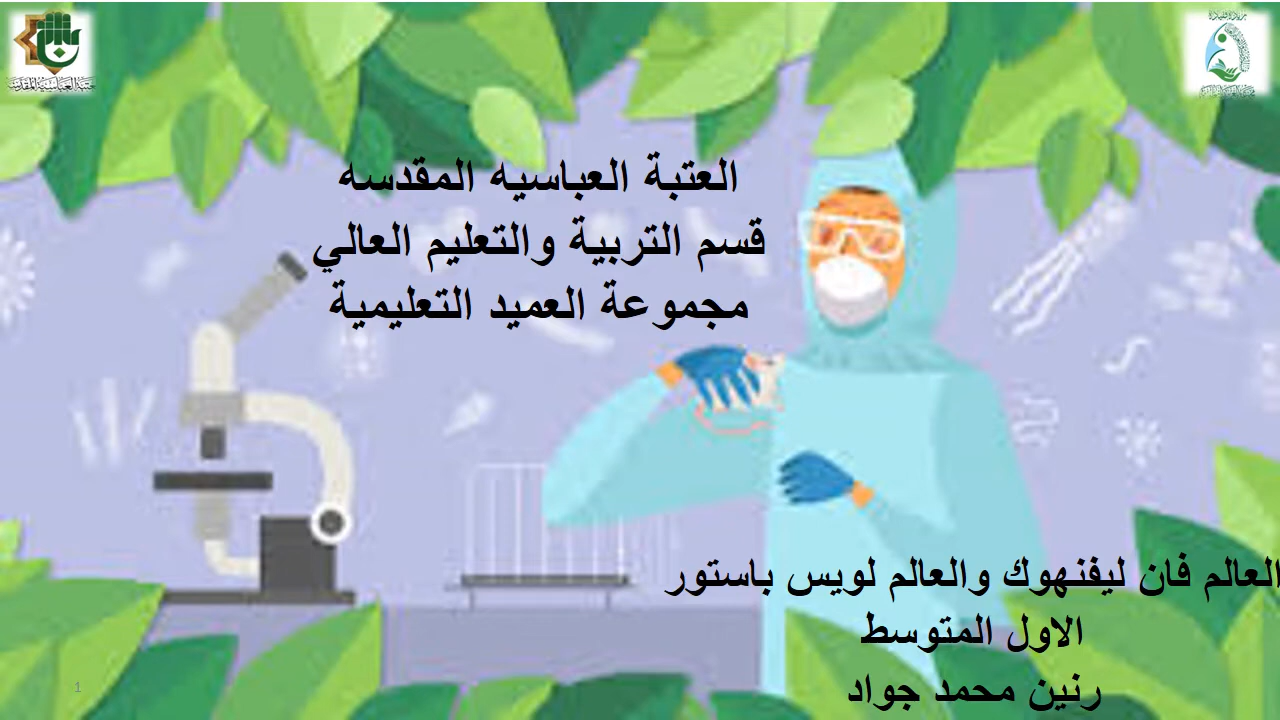 العتبة العباسيه المقدسه
قسم التربية والتعليم العالي
مجموعة العميد التعليمية
العالم فان ليفنهوك والعالم لويس باستور
الاول المتوسط
رنين محمد جواد
1